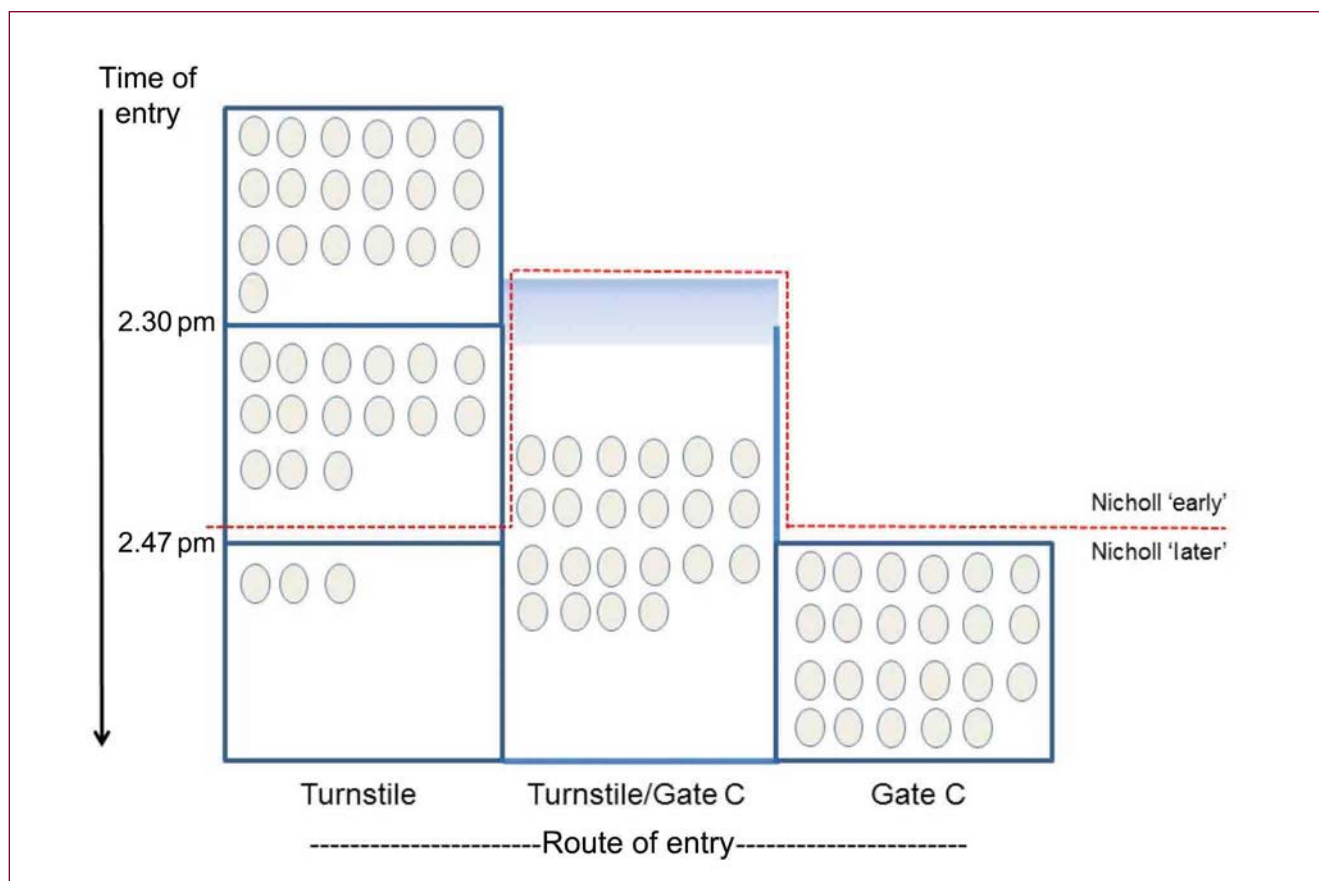 Time of
entry
2.30 pm
Nicholl ‘early’
2.47 pm
Nicholl ‘later’
Turnstile
Turnstile/Gate C
Gate C
-----------------------Route of entry-----------------------